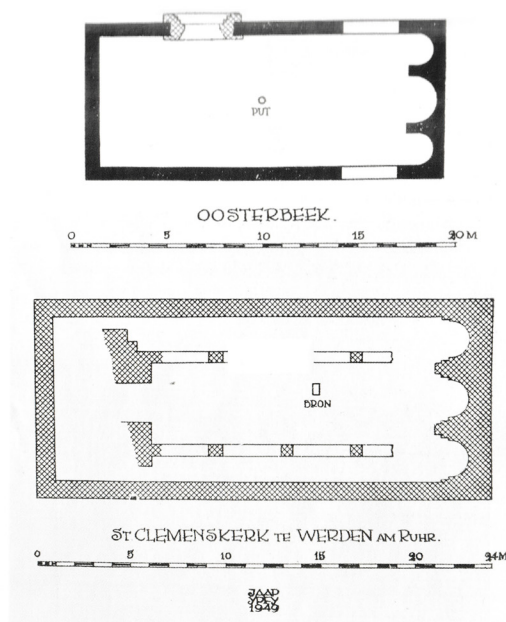 PUT
OOSTERBEEK.
0 5 10 15 20 M
BRON
ST CLEMENSKERK TE WERDEN AM RUHR.
0 5 10 15 20 24M
JAAP
YPEY
1949